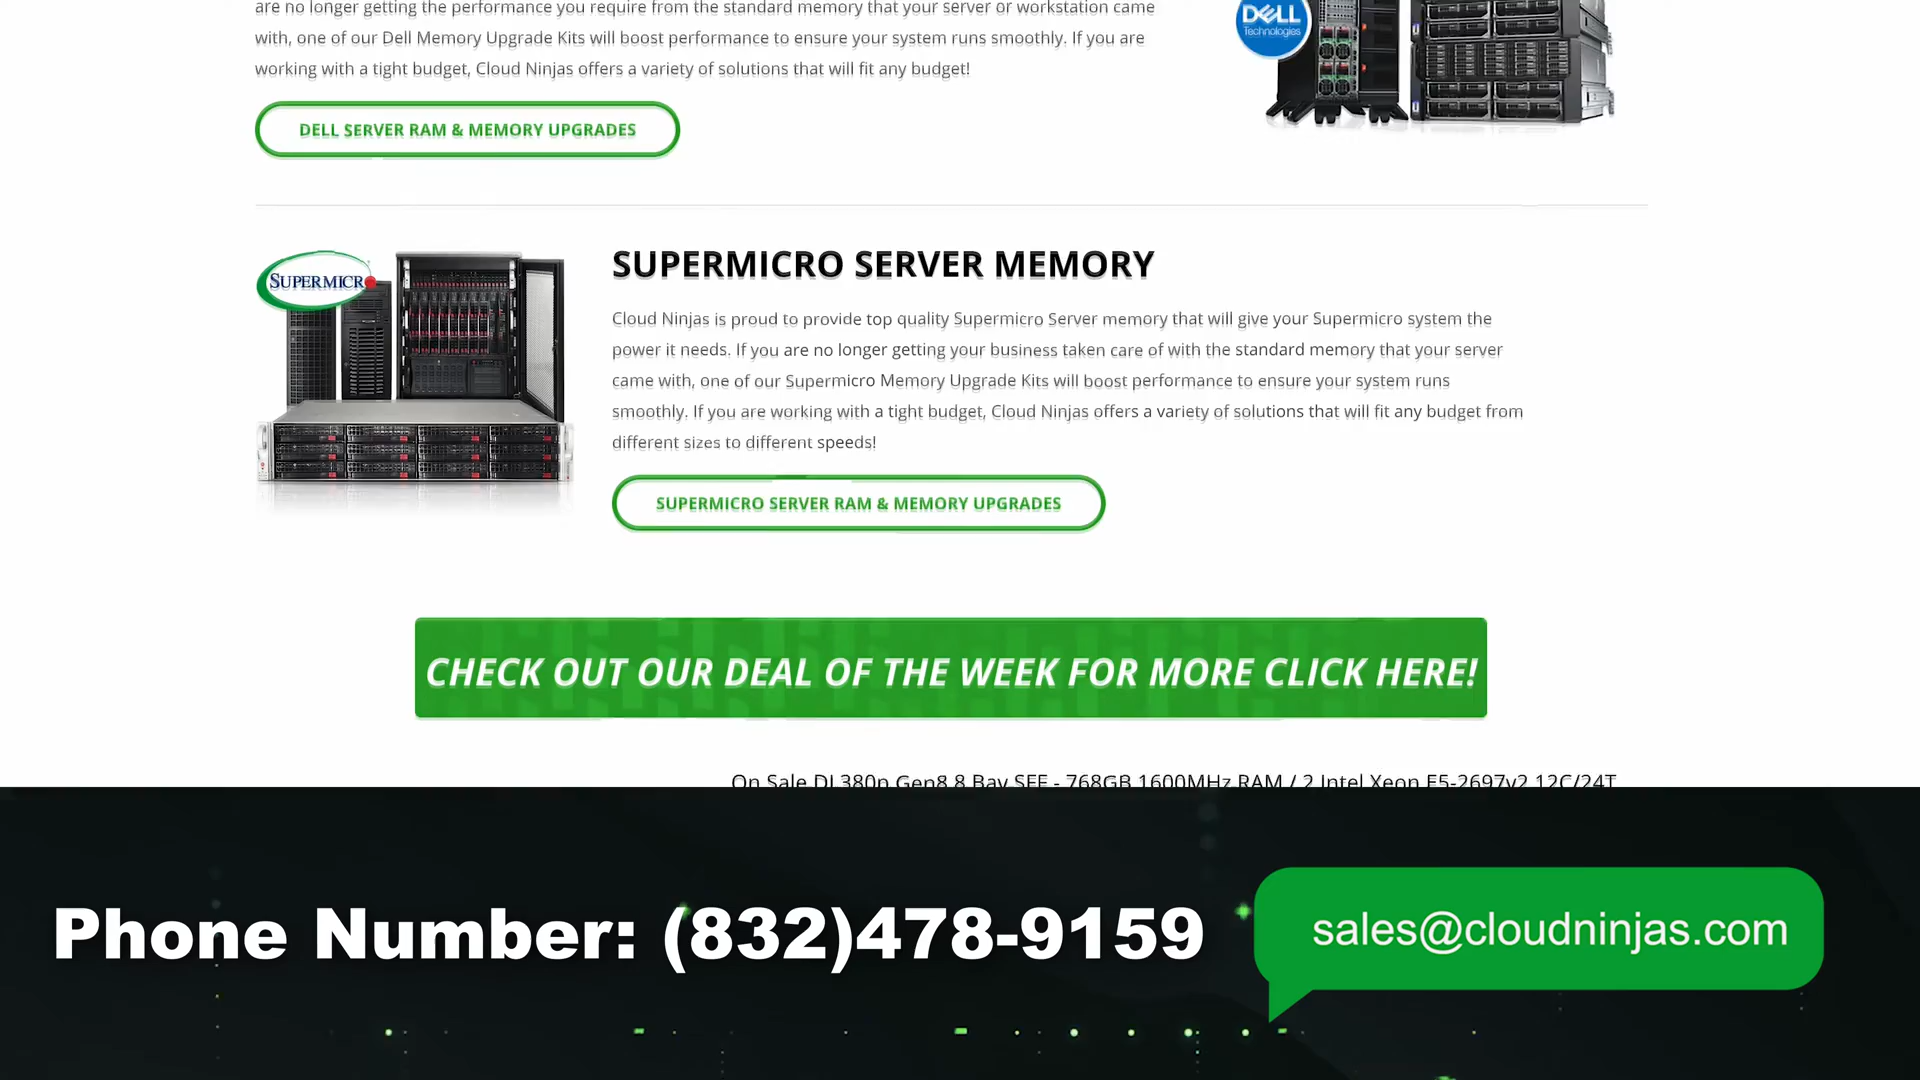 are no longer getting the performance you require from the standard memory that your server or workstation came
with, one of our Dell Memory Upgrade Kits will boost performance to ensure your system runs smoothly. If you are
working with a tight budget, Cloud Ninjas offers a variety of solutions that will fit any budget!
DELL Technologies
DELL SERVER RAM & MEMORY UPGRADES
SUPERMICRO
SUPERMICRO SERVER MEMORY
Cloud Ninjas is proud to provide top quality Supermicro Server memory that will give your Supermicro system the
power it needs. If you are no longer getting your business taken care of with the standard memory that your server
came with, one of our Supermicro Memory Upgrade Kits will boost performance to ensure your system runs
smoothly. If you are working with a tight budget, Cloud Ninjas offers a variety of solutions that will fit any budget from
different sizes to different speeds!
SUPERMICRO SERVER RAM & MEMORY UPGRADES
CHECK OUT OUR DEAL OF THE WEEK FOR MORE CLICK HERE!
On Sale DL380p Gen8 8 Bay SFF - 768GB 1600MHz RAM / 2 Intel Xeon E5-2697v2 12C/24T
Phone Number: (832)478-9159
sales@cloudninjas.com